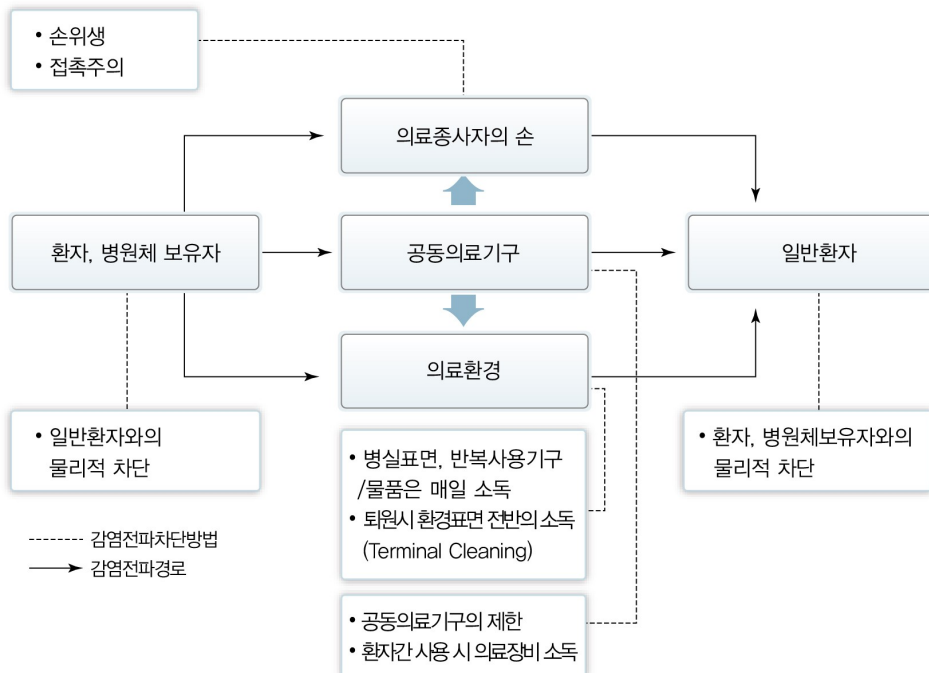 • 손위생
• 접촉주의
의료종사자의 손
환자, 병원체 보유자
공동의료기구
일반환자
의료환경
• 일반환자와의
물리적 차단
• 병실표면, 반복사용기구
/물품은 매일 소독
• 퇴원시 환경표면 전반의 소독
(Terminal Cleaning)
• 환자, 병원체보유자와의
물리적 차단
감염전파차단방법
감염전파경로
• 공동의료기구의 제한
• 환자간 사용 시 의료장비 소독